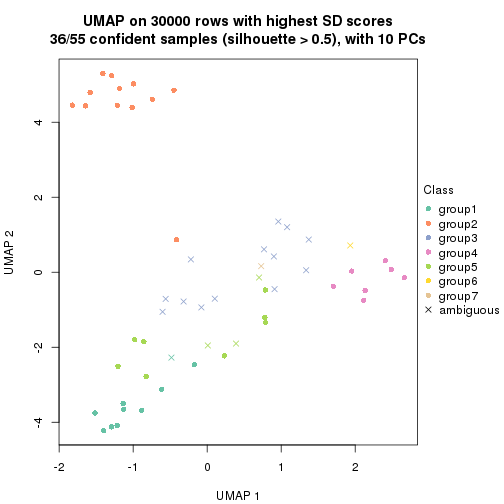 UMAP on 30000 rows with highest SD scores
36/55 confident samples (silhouette > 0.5), with 10 PCs
UMAP 2
4
2
0
-2
-4
-2
-1
0
1
2
UMAP 1
Class
group1
group2
group3
group4
group5
group6
group7
ambiguous